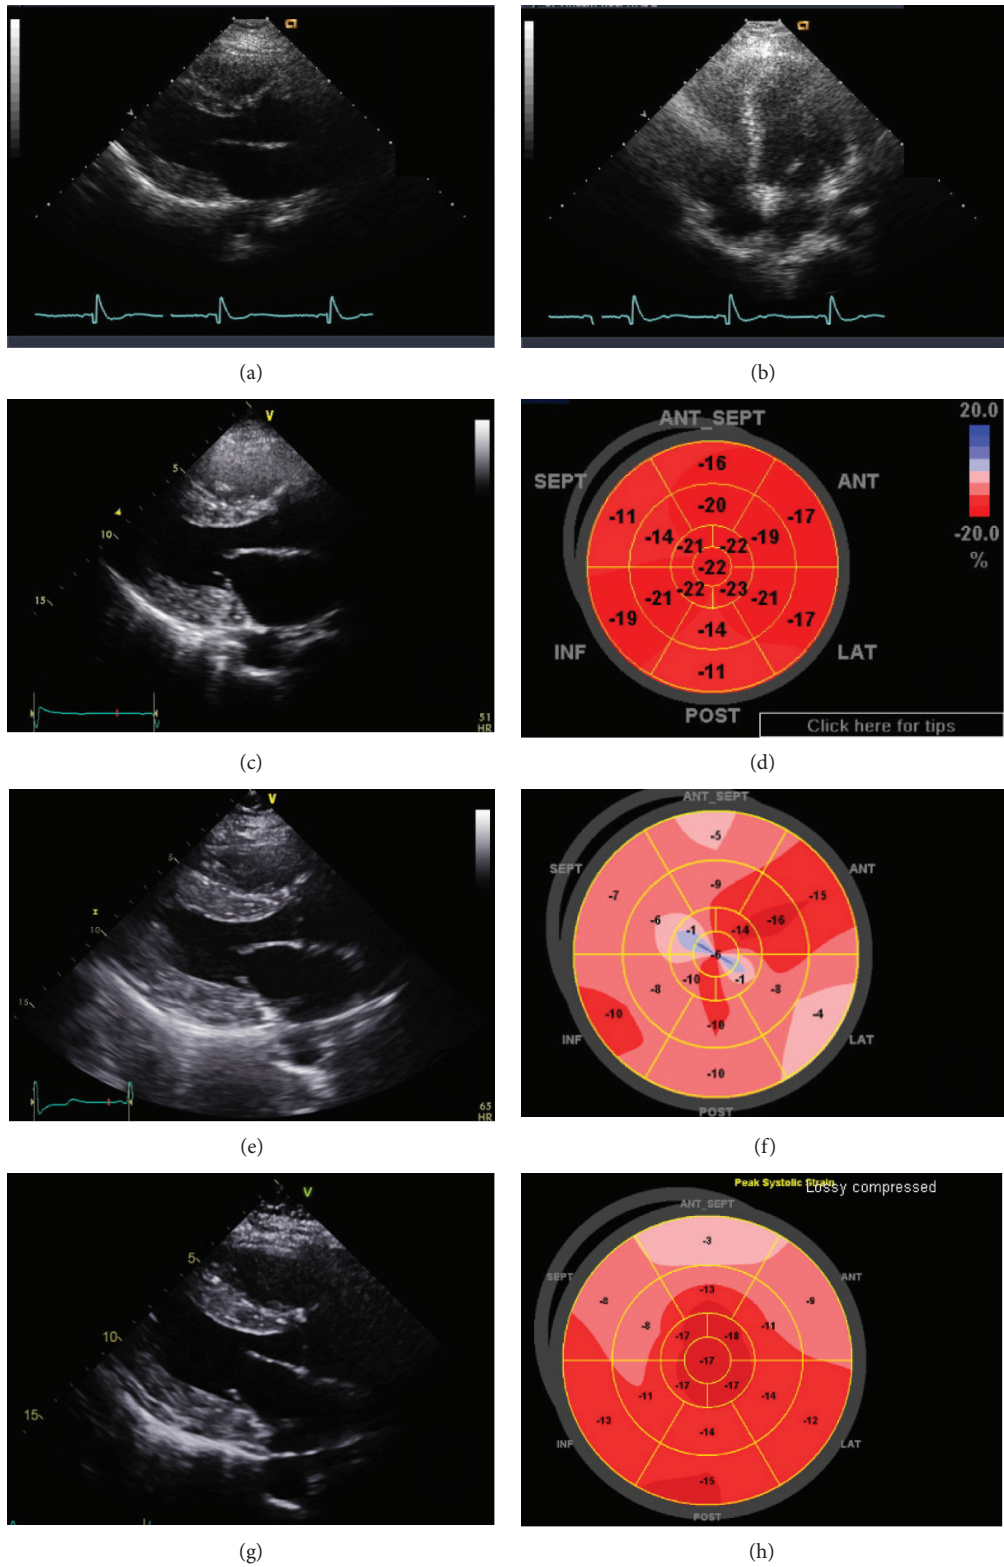 (a)
(b)
V
5
10
15
51
HR
(c)
ANT_SEPT
SEPT
ANT
INF
LAT
POST
20.0
-20.0
%
-16
-11
-17
-20
-14
-19
-21
-22
-22
-22
-23
-21
-21
-19
-17
-14
-11
Click here for tips
(d)
V
5
10
15
65
HR
(e)
ANT_SEPT
SEPT
ANT
INF
LAT
POST
-5
-7
-15
-9
-6
-16
-1
-14
-6
-10
-1
-8
-8
-10
-4
-10
-10
(f)
V
5
10
15
(g)
Peak Systolic Strain
Lossy compressed
ANT_SEPT
SEPT
ANT
INF
LAT
POST
-3
-8
-9
-13
-8
-11
-17
-18
-17
-17
-17
-11
-14
-13
-12
-14
-15
(h)